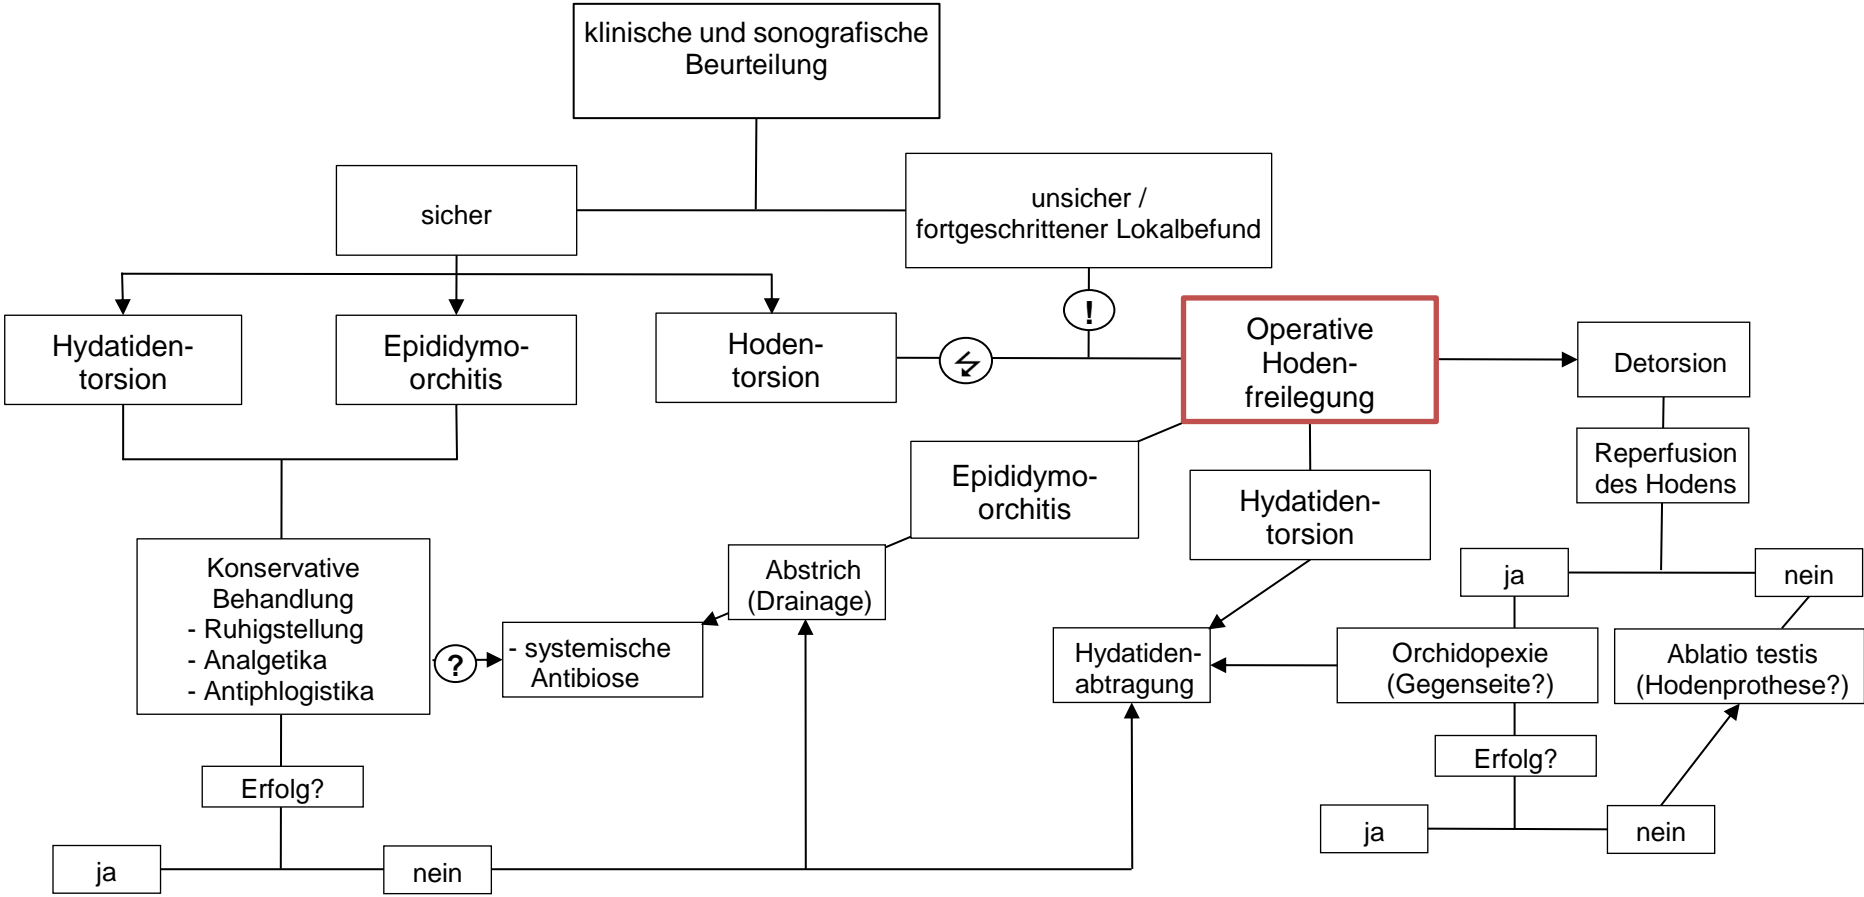 klinische und sonografische
Beurteilung
sicher
unsicher /
fortgeschrittener Lokalbefund
!
Hydatiden-
torsion
Epididymo-
orchitis
Hoden-
torsion
Operative
Hoden-
freilegung
Detorsion
Reperfusion
des Hodens
Epididymo-
orchitis
Hydatiden-
torsion
Konservative
Behandlung
- Ruhigstellung
- Analgetika
- Antiphlogistika
?
- systemische
Antibiose
Abstrich
(Drainage)
ja
nein
Hydatiden-
abtragung
Orchidopexie
(Gegenseite?)
Ablatio testis
(Hodenprothese?)
Erfolg?
Erfolg?
ja
nein
ja
nein